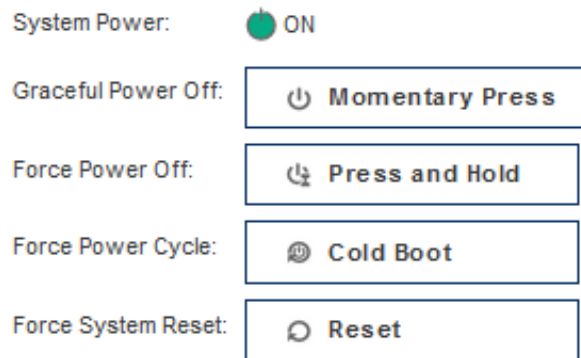 System Power: ON
Graceful Power Off: Momentary Press
Force Power Off: Press and Hold
Force Power Cycle: Cold Boot
Force System Reset: Reset